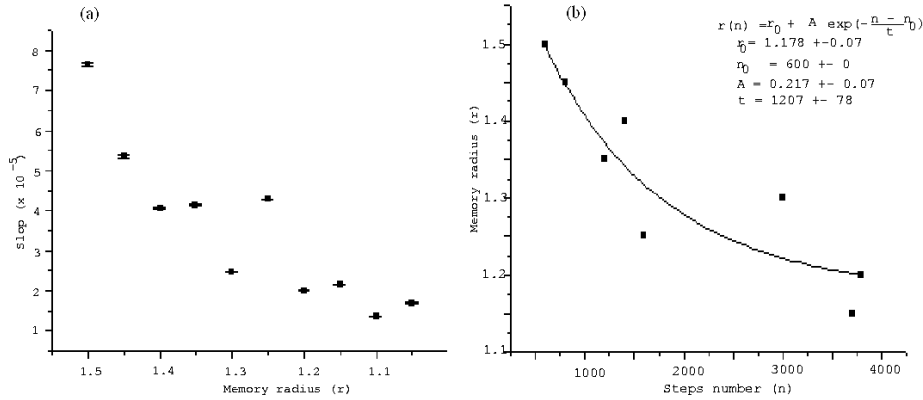 (a)
8
7
6
5
4
3
2
1
Slop (× 10 -5)
1.5 1.4 1.3 1.2 1.1
Memory radius (r)
(b)
r(n) =r0 + A exp(-n - n0/t)
r0= 1.178 +-0.07
n0 = 600 +- 0
A = 0.217 +- 0.07
t = 1207 +- 78
1.5
1.4
1.3
1.2
1.1
Memory radius (r)
1000 2000 3000 4000
Steps number (n)